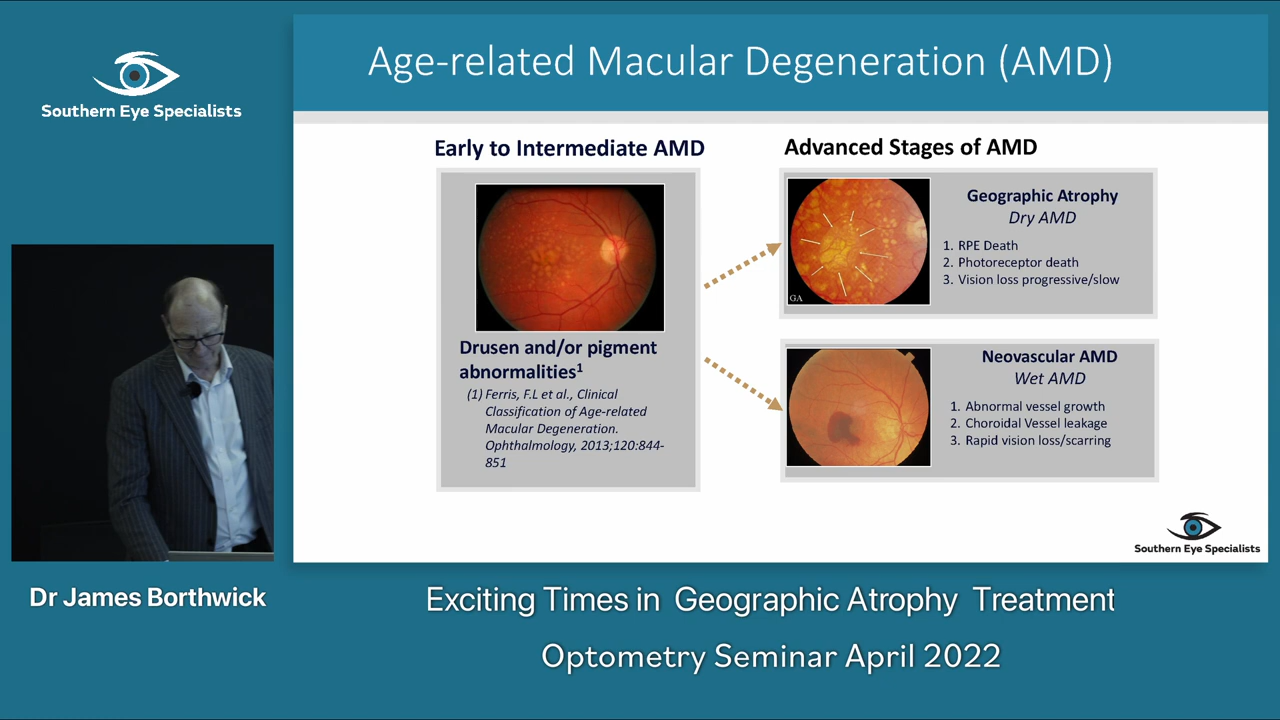 Southern Eye Specialists
Age-related Macular Degeneration (AMD)
Early to Intermediate AMD
Drusen and/or pigment
abnormalities1
(1) Ferris, F.L et al., Clinical
Classification of Age-related
Macular Degeneration.
Ophthalmology, 2013;120:844-
851
Advanced Stages of AMD
GA
Geographic Atrophy
Dry AMD
1. RPE Death
2. Photoreceptor death
3. Vision loss progressive/slow
Neovascular AMD
Wet AMD
1. Abnormal vessel growth
2. Choroidal Vessel leakage
3. Rapid vision loss/scarring
Southern Eye Specialists
Dr James Borthwick
Exciting Times in Geographic Atrophy Treatment
Optometry Seminar April 2022